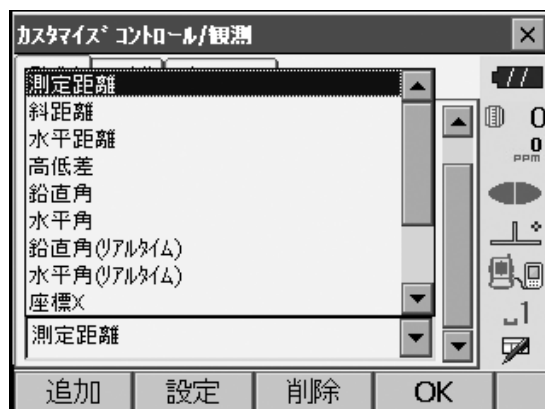 ｶｽﾀﾏｲｽﾞ ｺﾝﾄﾛｰﾙ/観測
測定距離
斜距離
水平距離
高低差
鉛直角
水平角
鉛直角(ﾘｱﾙﾀｲﾑ)
水平角(ﾘｱﾙﾀｲﾑ)
座標X
測定距離
0
0
ppm
1
追加 設定 削除 OK